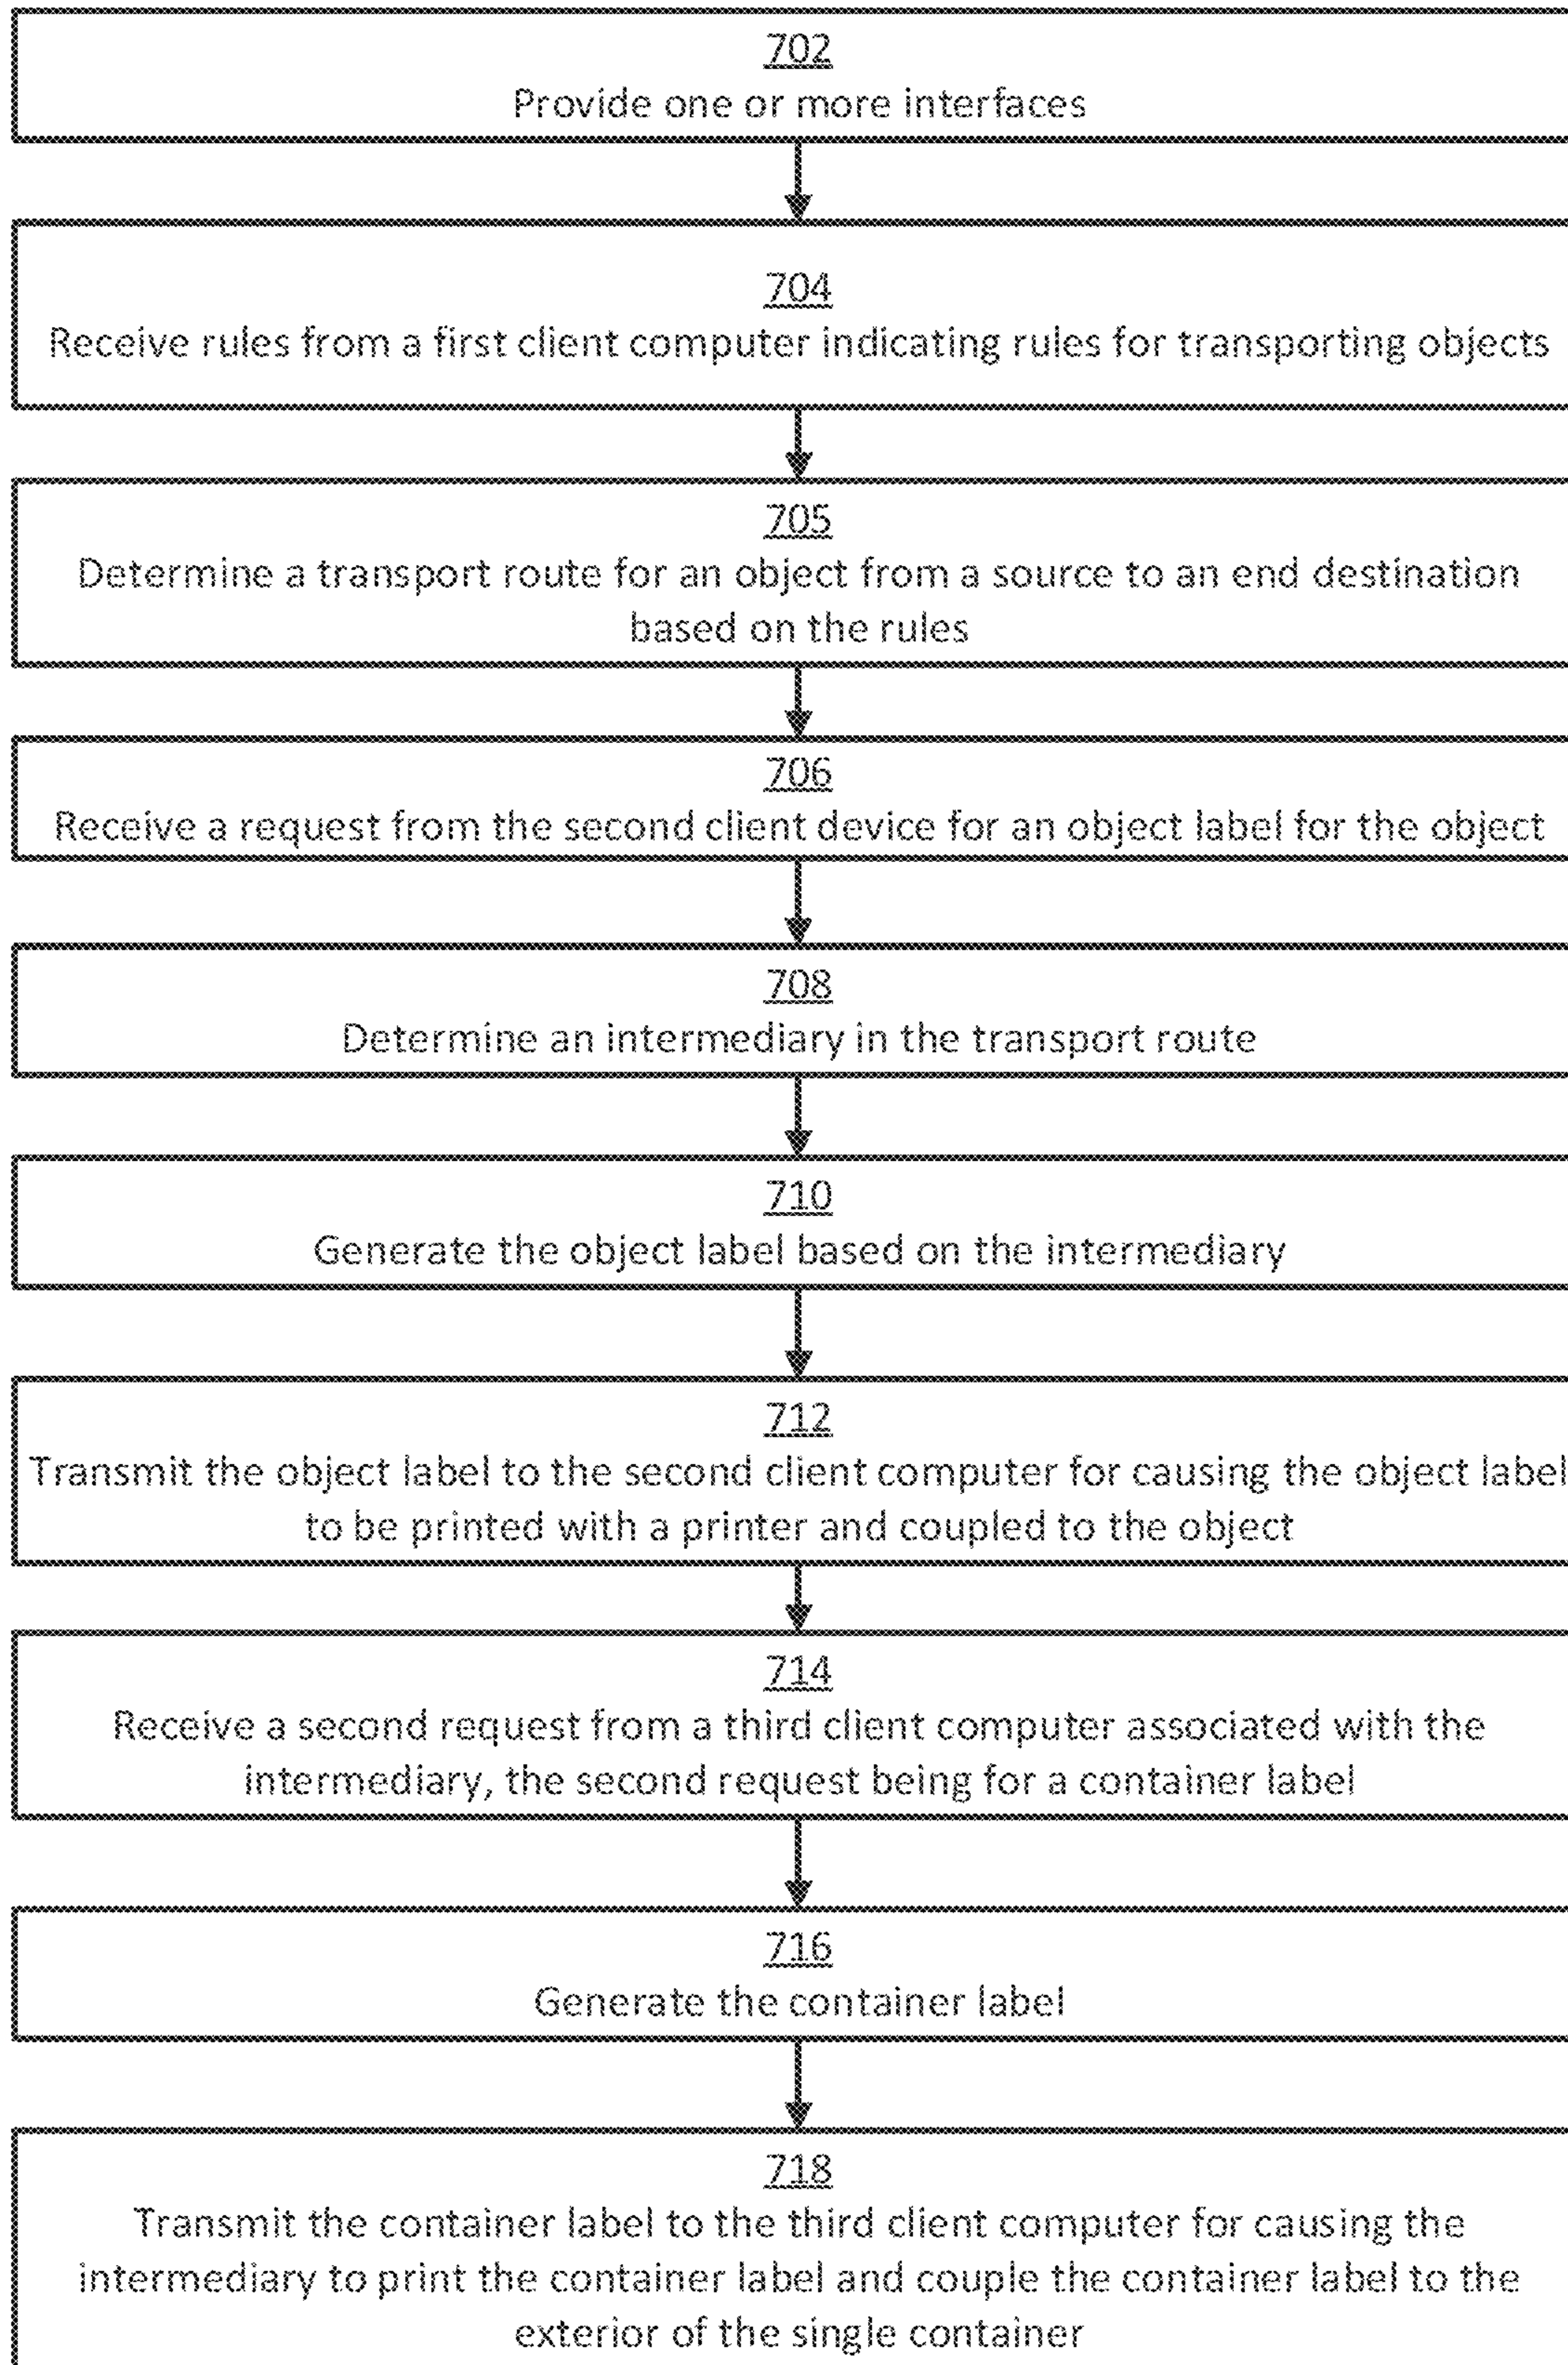 702
Provide one or more interfaces
704
Receive rules from a first client computer indicating rules for transporting objects
705
Determine a transport route for an object from a source to an end destination
based on the rules
706
Receive a request from the second client device for an object label for the object
708
Determine an intermediary in the transport route
710
Generate the object label based on the intermediary
712
Transmit the object label to the second client computer for causing the object label
to be printed with a printer and coupled to the object
714
Receive a second request from a third client computer associated with the
intermediary, the second request being for a container label
716
Generate the container label
718
Transmit the container label to the third client computer for causing the
intermediary to print the container label and couple the container label to the
exterior of the single container